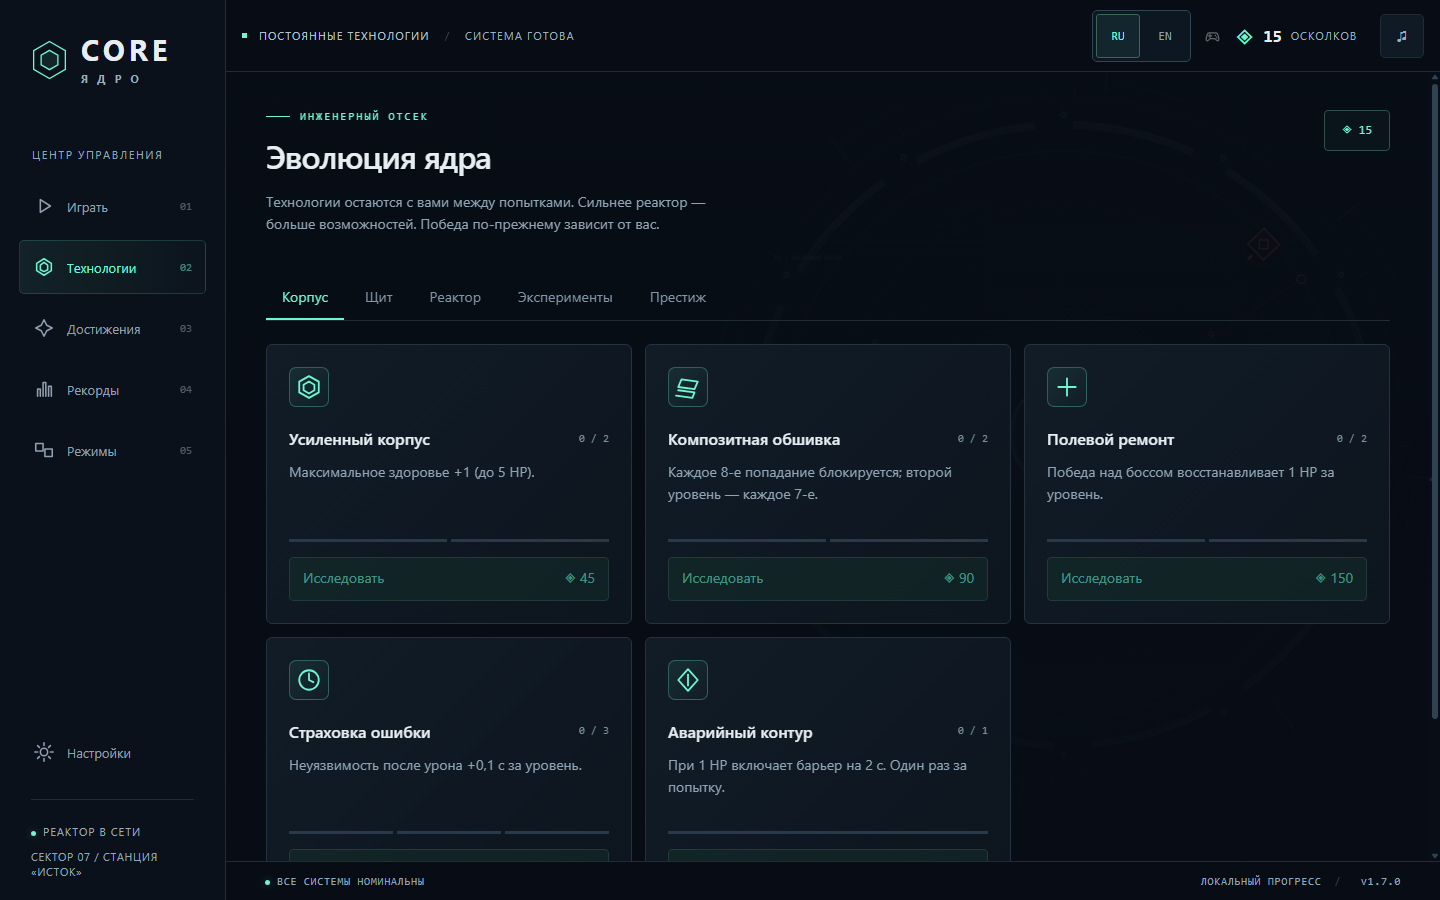 CORE
ЯДРО
ЦЕНТР УПРАВЛЕНИЯ
Играть 01
Технологии 02
Достижения 03
Рекорды 04
Режимы 05
Настройки
РЕАКТОР В СЕТИ
СЕКТОР 07 / СТАНЦИЯ
«ИСТОК»
ПОСТОЯННЫЕ ТЕХНОЛОГИИ / СИСТЕМА ГОТОВА
RU EN 15 ОСКОЛКОВ
ИНЖЕНЕРНЫЙ ОТСЕК
15
Эволюция ядра
Технологии остаются с вами между попытками. Сильнее реактор —
больше возможностей. Победа по-прежнему зависит от вас.
Корпус Щит Реактор Эксперименты Престиж
Усиленный корпус 0 / 2
Максимальное здоровье +1 (до 5 HP).
Исследовать 45
Композитная обшивка 0 / 2
Каждое 8-е попадание блокируется; второй
уровень — каждое 7-е.
Исследовать 90
Полевой ремонт 0 / 2
Победа над боссом восстанавливает 1 HP за
уровень.
Исследовать 150
Страховка ошибки 0 / 3
Неуязвимость после урона +0,1 с за уровень.
Аварийный контур 0 / 1
При 1 HP включает барьер на 2 с. Один раз за
попытку.
ВСЕ СИСТЕМЫ НОМИНАЛЬНЫ
ЛОКАЛЬНЫЙ ПРОГРЕСС / v1.7.0